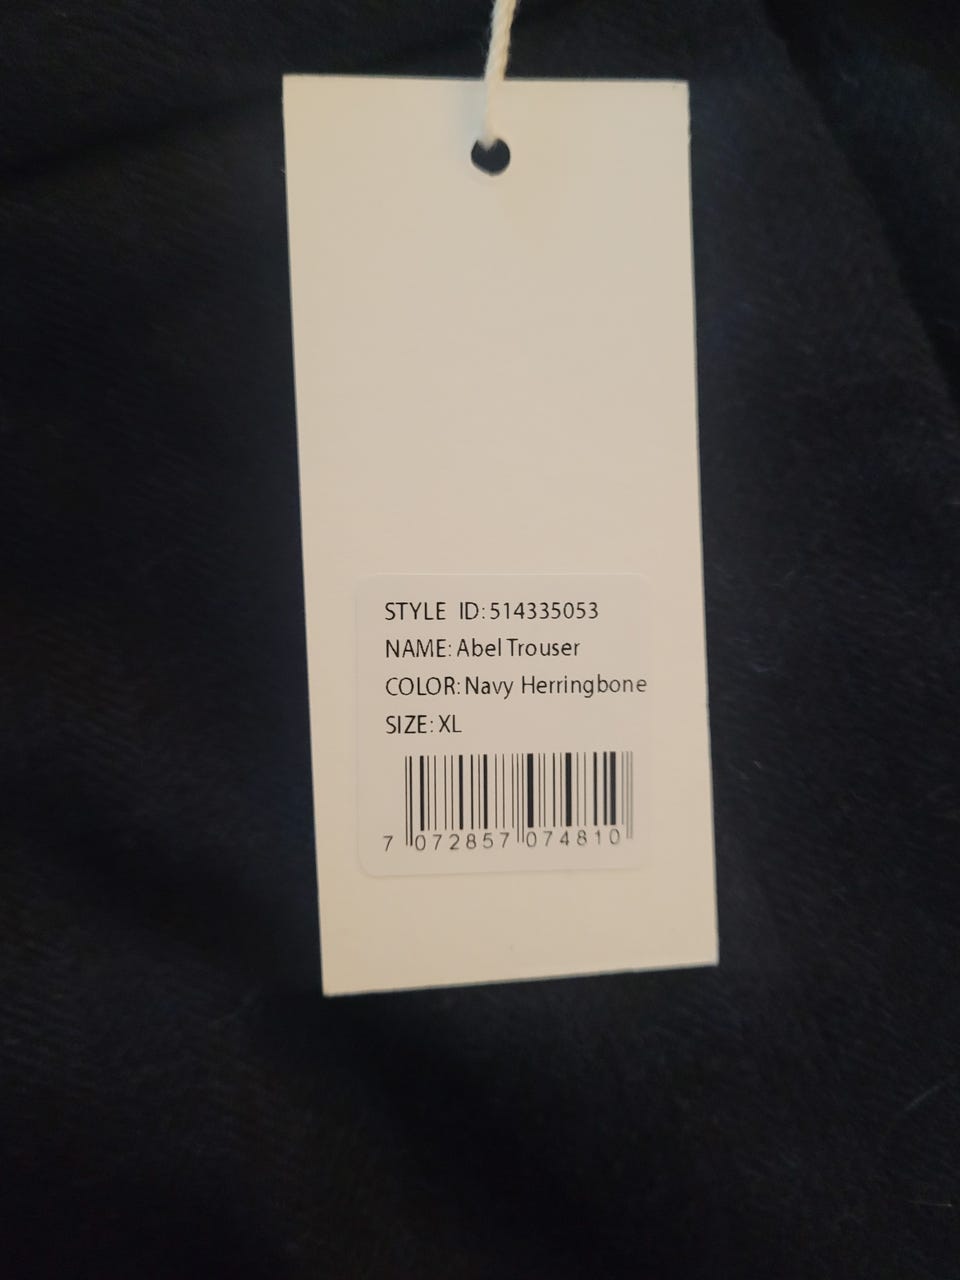 STYLE ID: 514335053
NAME: Abel Trouser
COLOR: Navy Herringbone
SIZE: XL
7 072857 074810